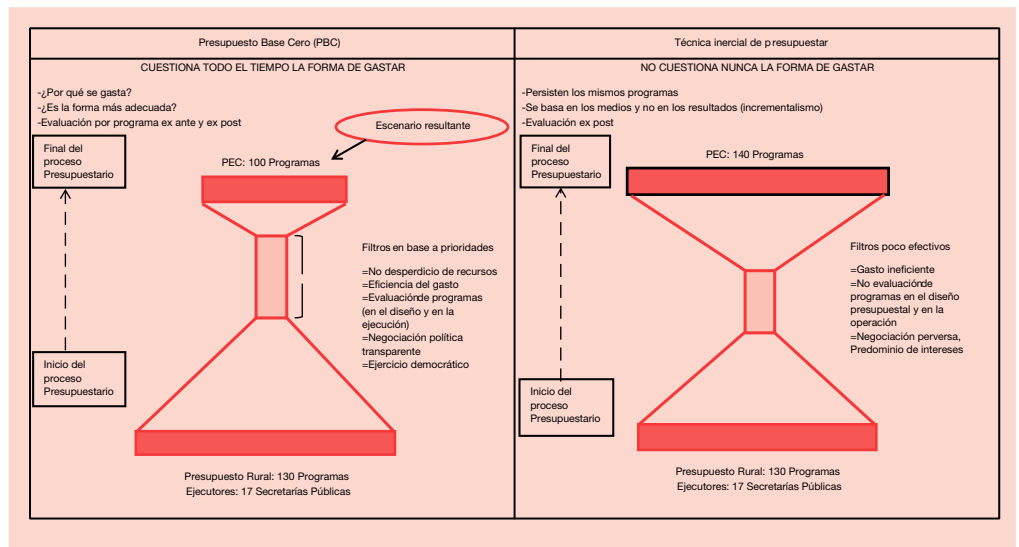 Presupuesto Base Cero (PBC)
CUESTIONA TODO EL TIEMPO LA FORMA DE GASTAR
-¿Por qué se gasta?
-¿Es la forma más adecuada?
-Evaluación por programa ex ante y ex post
Escenario resultante
Final del
proceso
Presupuestario
PEC: 100 Programas
Filtros en base a prioridades
=No desperdicio de recursos
=Eficiencia del gasto
=Evaluaciónde programas
(en el diseño y en la
ejecución)
=Negociación política
transparente
=Ejercicio democrático
Inicio del
proceso
Presupuestario
Presupuesto Rural: 130 Programas
Ejecutores: 17 Secretarías Públicas
Técnica inercial de presupuestar
NO CUESTIONA NUNCA LA FORMA DE GASTAR
-Persisten los mismos programas
-Se basa en los medios y no en los resultados (incrementalismo)
-Evaluación ex post
Final del
proceso
Presupuestario
PEC: 140 Programas
Filtros poco efectivos
=Gasto ineficiente
=No evaluaciónde
programas en el diseño
presupuestal y en la
operación
=Negociación perversa,
Predominio de intereses
Inicio del
proceso
Presupuestario
Presupuesto Rural: 130 Programas
Ejecutores: 17 Secretarías Públicas